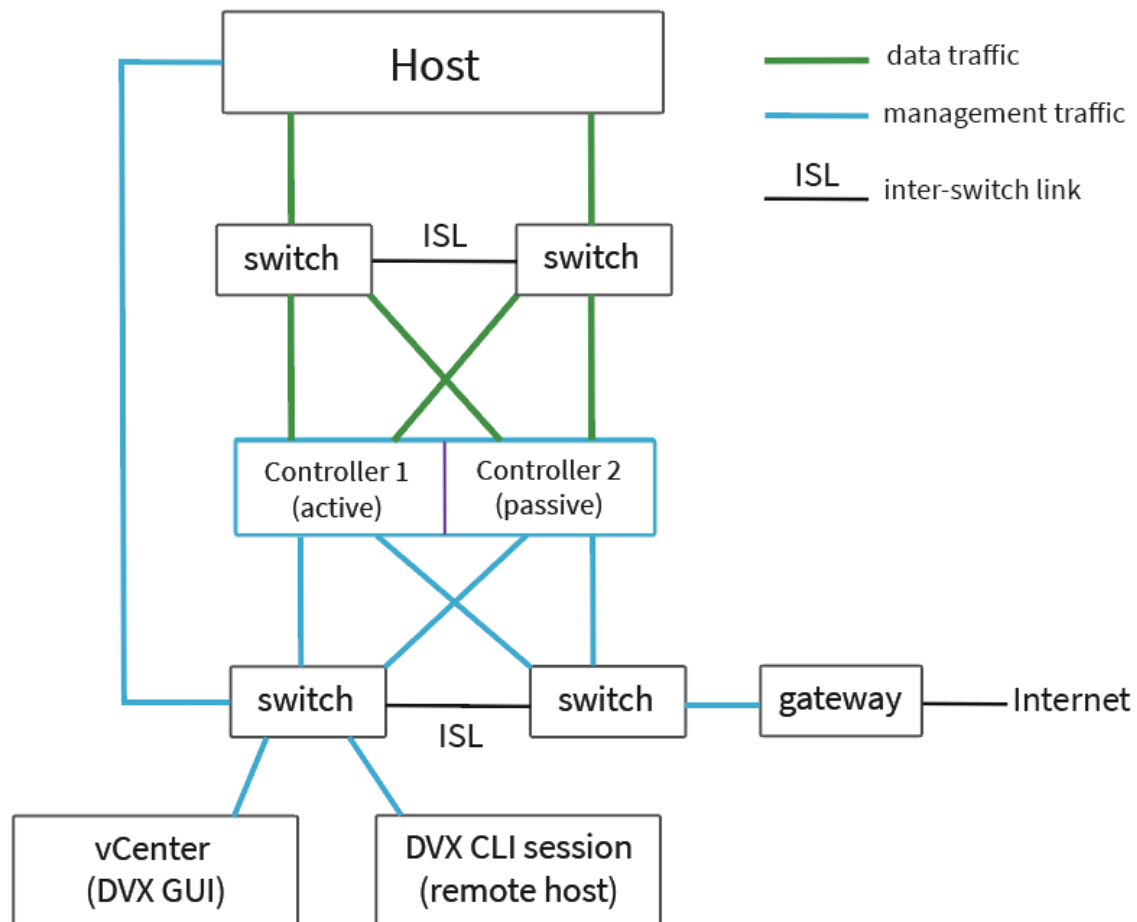 Host
data traffic
management traffic
ISL
inter-switch link
switch
ISL
switch
Controller 1
(active)
Controller 2
(passive)
switch
ISL
switch
gateway
Internet
vCenter
(DVX GUI)
DVX CLI session
(remote host)